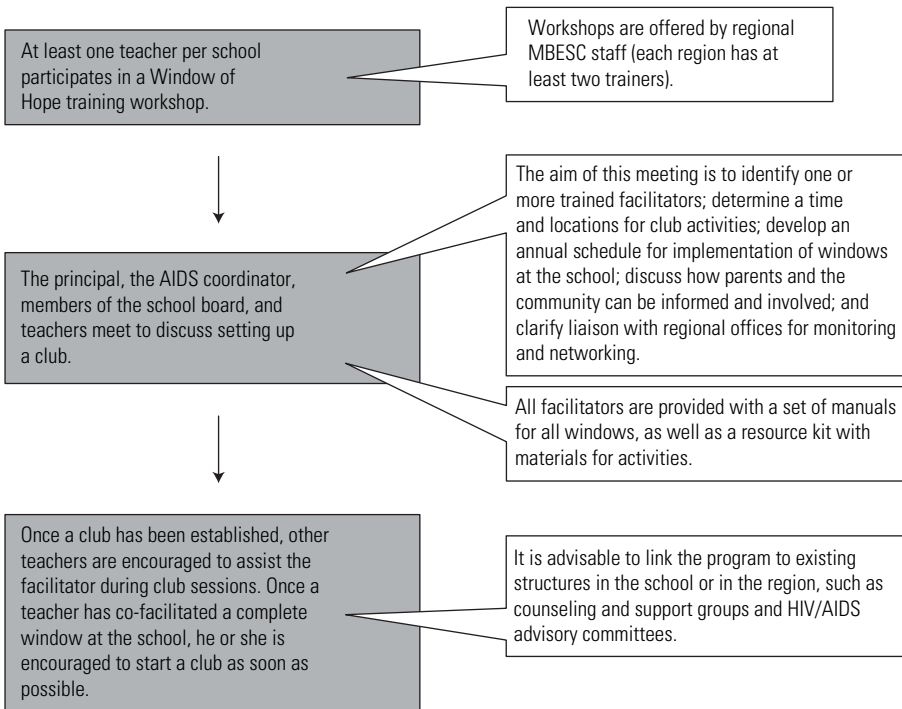 At least one teacher per school
participates in a Window of
Hope training workshop.
Workshops are offered by regional
MBESC staff (each region has at
least two trainers).
The principal, the AIDS coordinator,
members of the school board, and
teachers meet to discuss setting up
a club.
The aim of this meeting is to identify one or
more trained facilitators; determine a time
and locations for club activities; develop an
annual schedule for implementation of windows
at the school; discuss how parents and the
community can be informed and involved; and
clarify liaison with regional offices for monitoring
and networking.
All facilitators are provided with a set of manuals
for all windows, as well as a resource kit with
materials for activities.
Once a club has been established, other
teachers are encouraged to assist the
facilitator during club sessions. Once a
teacher has co-facilitated a complete
window at the school, he or she is
encouraged to start a club as soon as
possible.
It is advisable to link the program to existing
structures in the school or in the region, such as
counseling and support groups and HIV/AIDS
advisory committees.